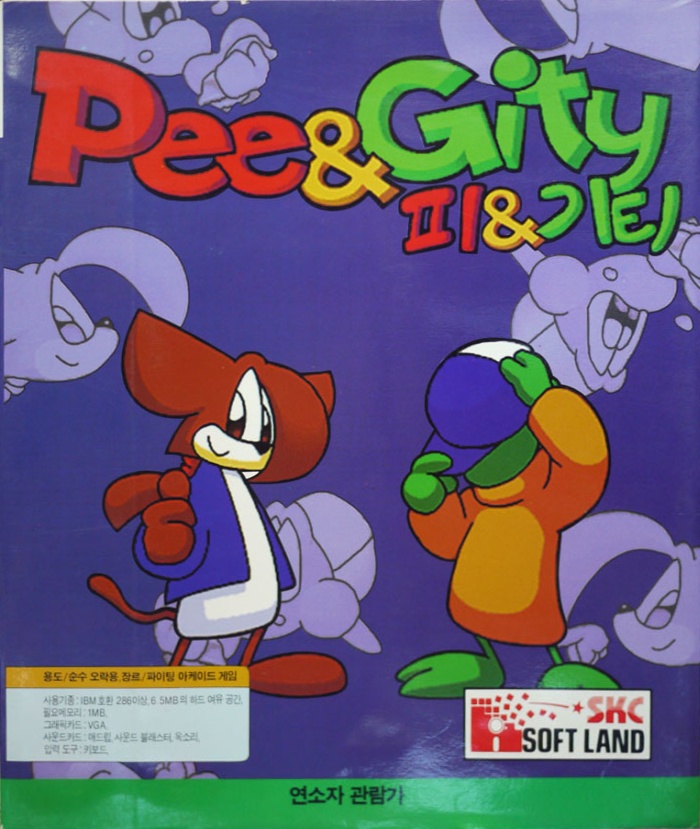 Pee&Gity
피&기티
용도/순수 오락용.장르/파이팅 아케이드 게임
사용기종 : IBM 호환 286이상, 6.5MB의 하드 여유 공간,
필요메모리 : 1MB,
그래픽카드 : VGA,
사운드카드 : 애드립, 사운드 블래스터, 옥소리,
입력 도구 : 키보드,
SKC
SOFT LAND
연소자 관람가